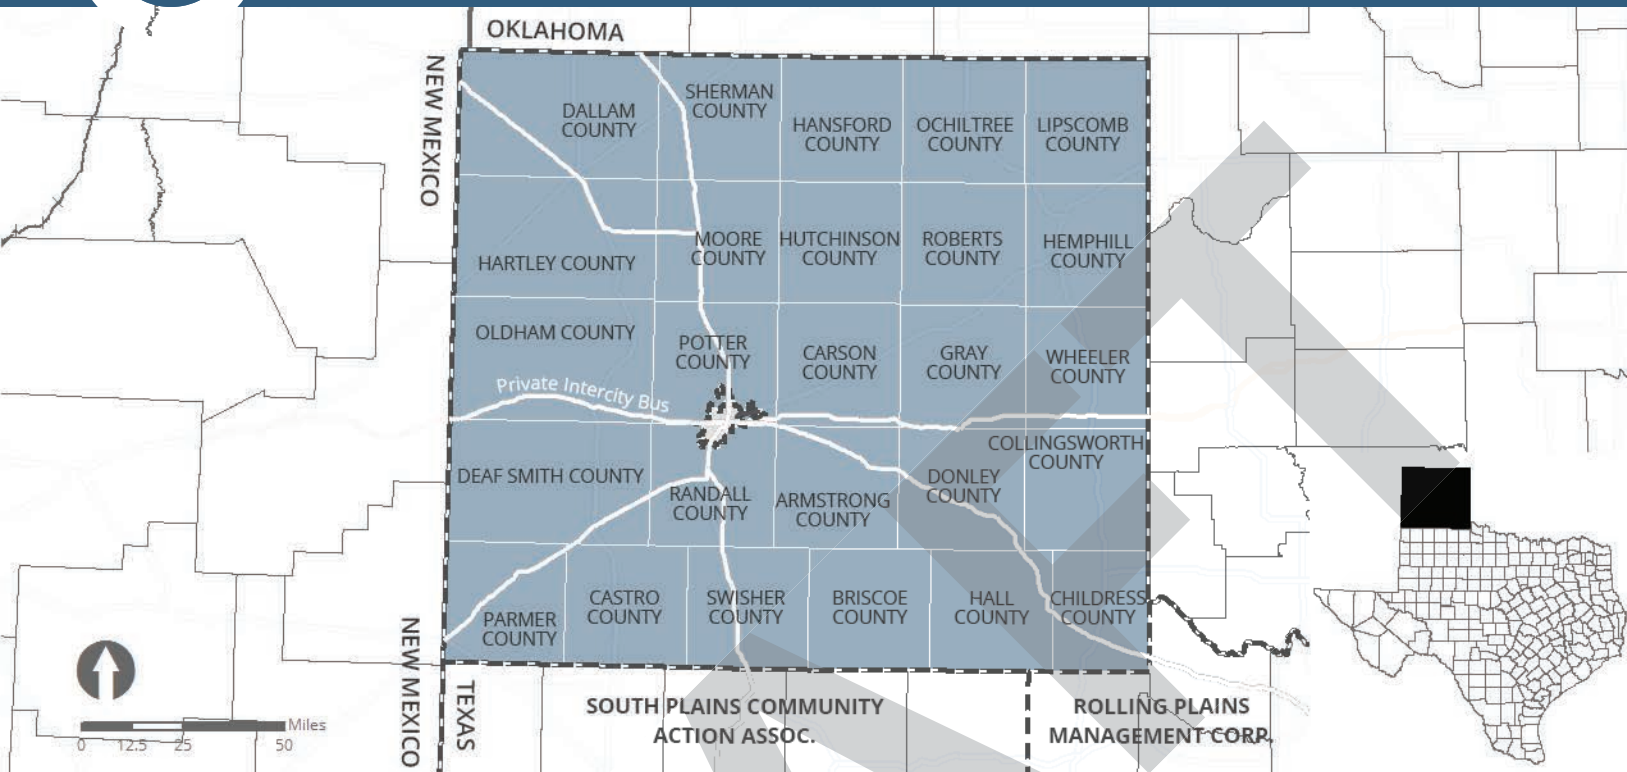 OKLAHOMA
NEW MEXICO
DALLAM
COUNTY
SHERMAN
COUNTY
HANSFORD
COUNTY
OCHILTREE
COUNTY
LIPSCOMB
COUNTY
HARTLEY COUNTY
MOORE
COUNTY
HUTCHINSON
COUNTY
ROBERTS
COUNTY
HEMPHILL
COUNTY
OLDHAM COUNTY
POTTER
COUNTY
CARSON
COUNTY
GRAY
COUNTY
WHEELER
COUNTY
Private Intercity Bus
DEAF SMITH COUNTY
RANDALL
COUNTY
ARMSTRONG
COUNTY
DONLEY
COUNTY
COLLINGSWORTH
COUNTY
PARMER
COUNTY
CASTRO
COUNTY
SWISHER
COUNTY
BRISCOE
COUNTY
HALL
COUNTY
CHILDRESS
COUNTY
NEW MEXICO
TEXAS
SOUTH PLAINS COMMUNITY
ACTION ASSOC.
ROLLING PLAINS
MANAGEMENT CORP.
Miles
0 12.5 25 50